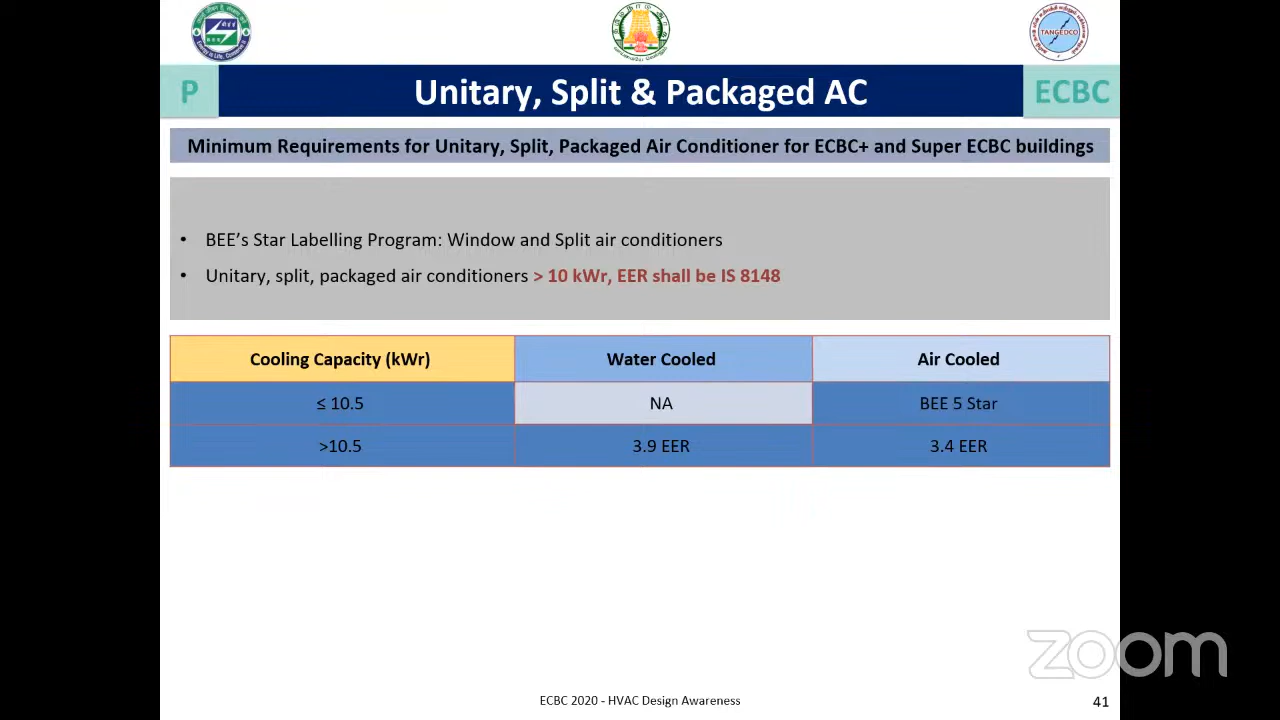 TANGEDCO
P
Unitary, Split & Packaged AC
ECBC
Minimum Requirements for Unitary, Split, Packaged Air Conditioner for ECBC+ and Super ECBC buildings
• BEE’s Star Labelling Program: Window and Split air conditioners
• Unitary, split, packaged air conditioners > 10 kWr, EER shall be IS 8148
Cooling Capacity (kWr) Water Cooled Air Cooled
≤ 10.5 NA BEE 5 Star
>10.5 3.9 EER 3.4 EER
zoom
ECBC 2020 - HVAC Design Awareness
41